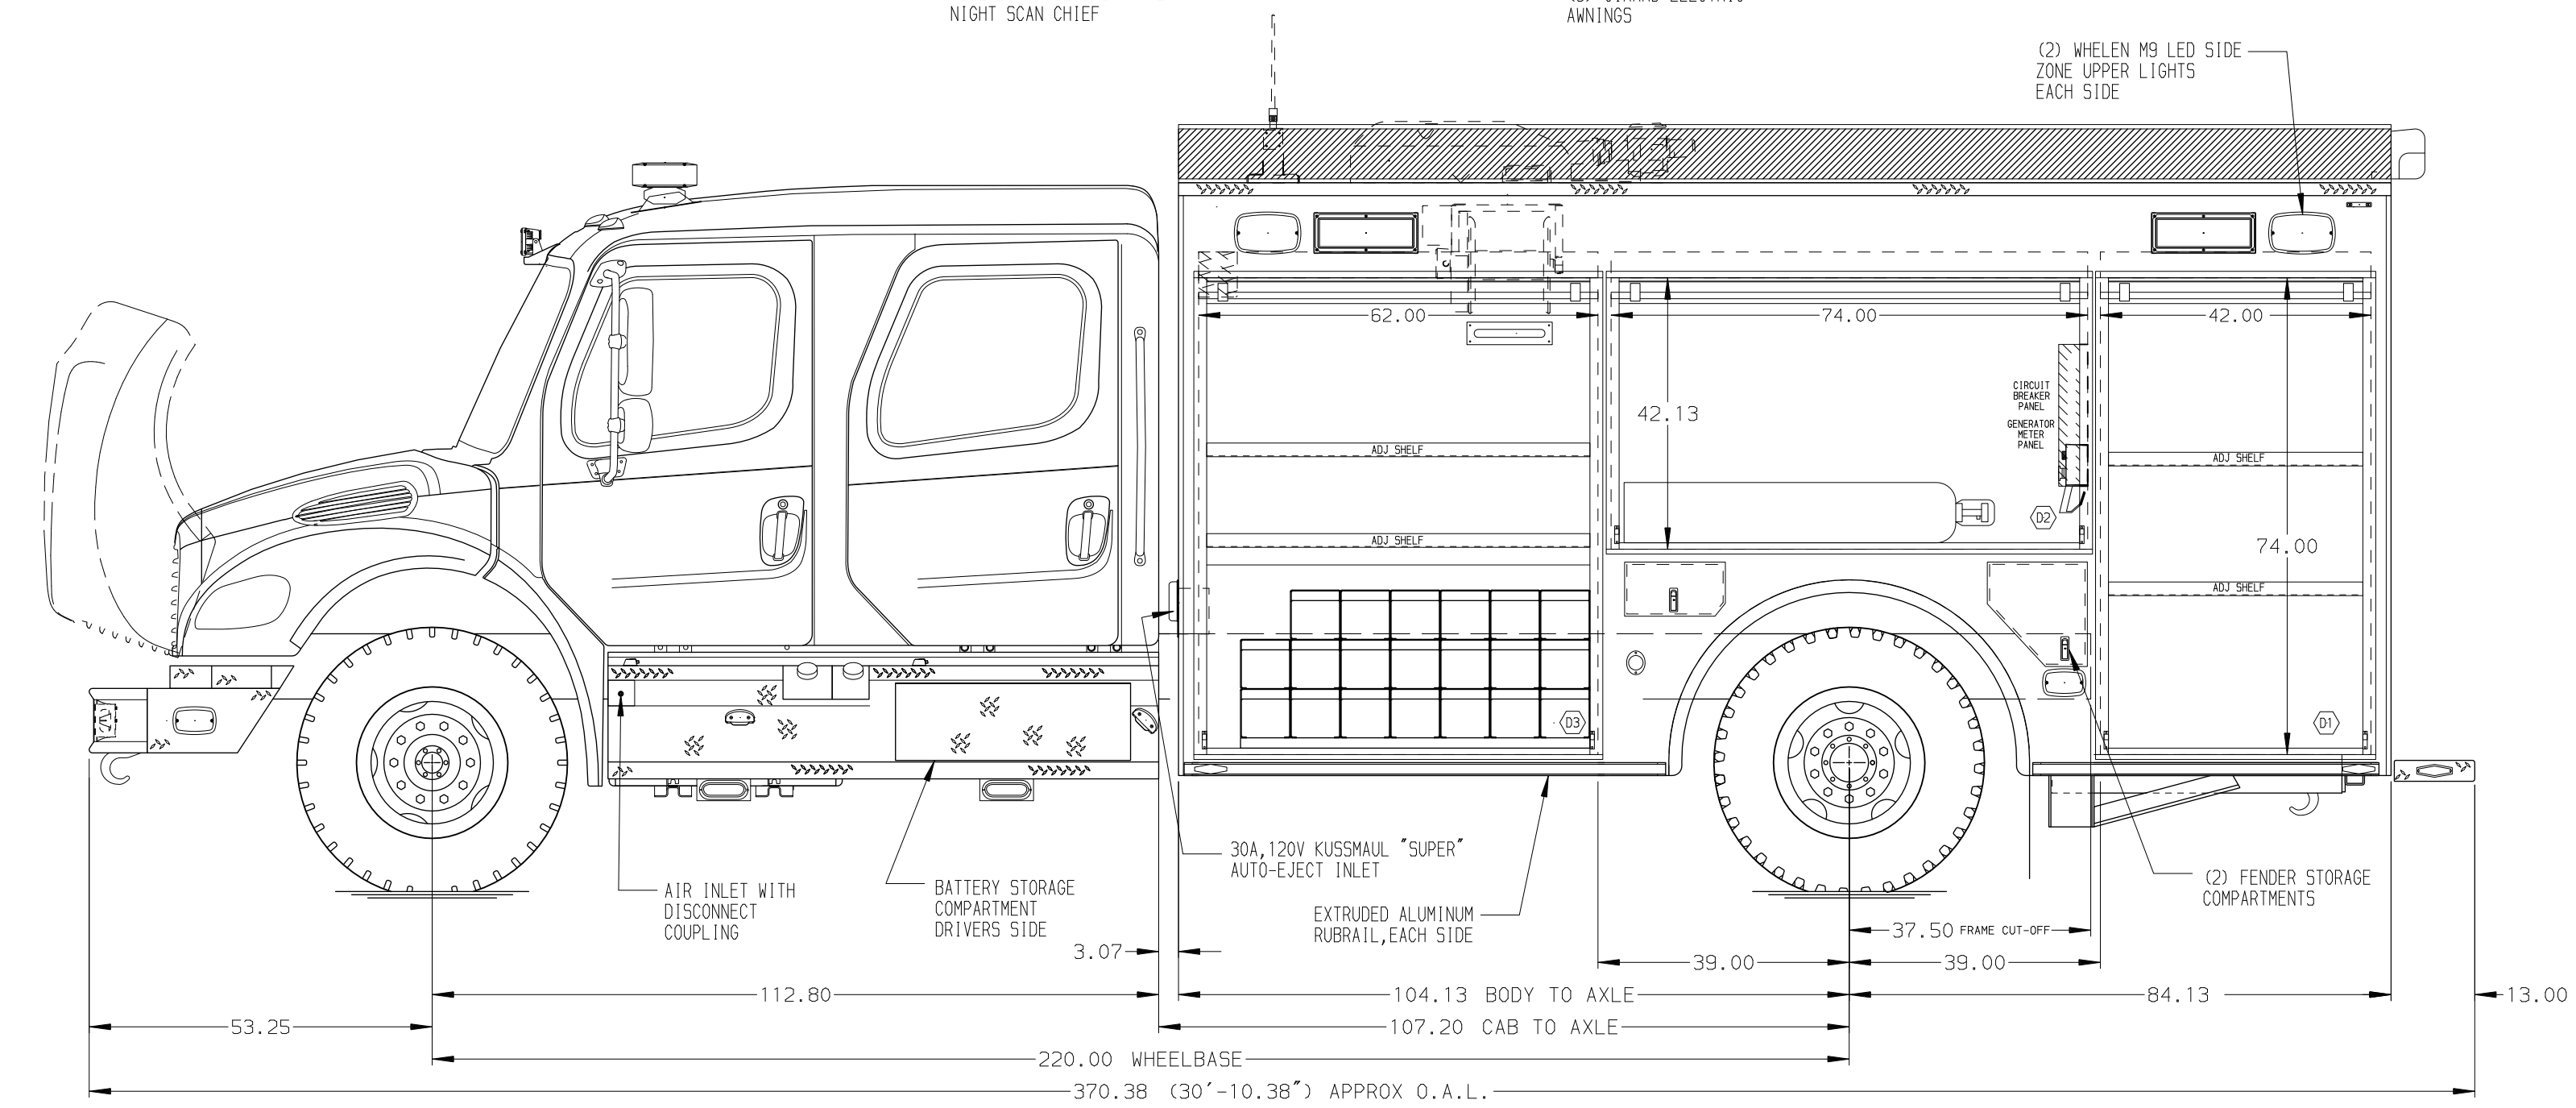 NIGHT SCAN CHIEF
AWNINGS
(2) WHELEN M9 LED SIDE
ZONE UPPER LIGHTS
EACH SIDE
62.00
74.00
42.00
CIRCUIT
BREAKER
PANEL
GENERATOR
METER
PANEL
42.13
ADJ SHELF
ADJ SHELF
D2
ADJ SHELF
ADJ SHELF
74.00
D3
D1
30A,120V KUSSMAUL "SUPER"
AUTO-EJECT INLET
AIR INLET WITH
DISCONNECT
COUPLING
BATTERY STORAGE
COMPARTMENT
DRIVERS SIDE
EXTRUDED ALUMINUM
RUBRAIL,EACH SIDE
(2) FENDER STORAGE
COMPARTMENTS
37.50 FRAME CUT-OFF
3.07
39.00
39.00
112.80
104.13 BODY TO AXLE
84.13
13.00
53.25
107.20 CAB TO AXLE
220.00 WHEELBASE
370.38 (30'-10.38") APPROX O.A.L.